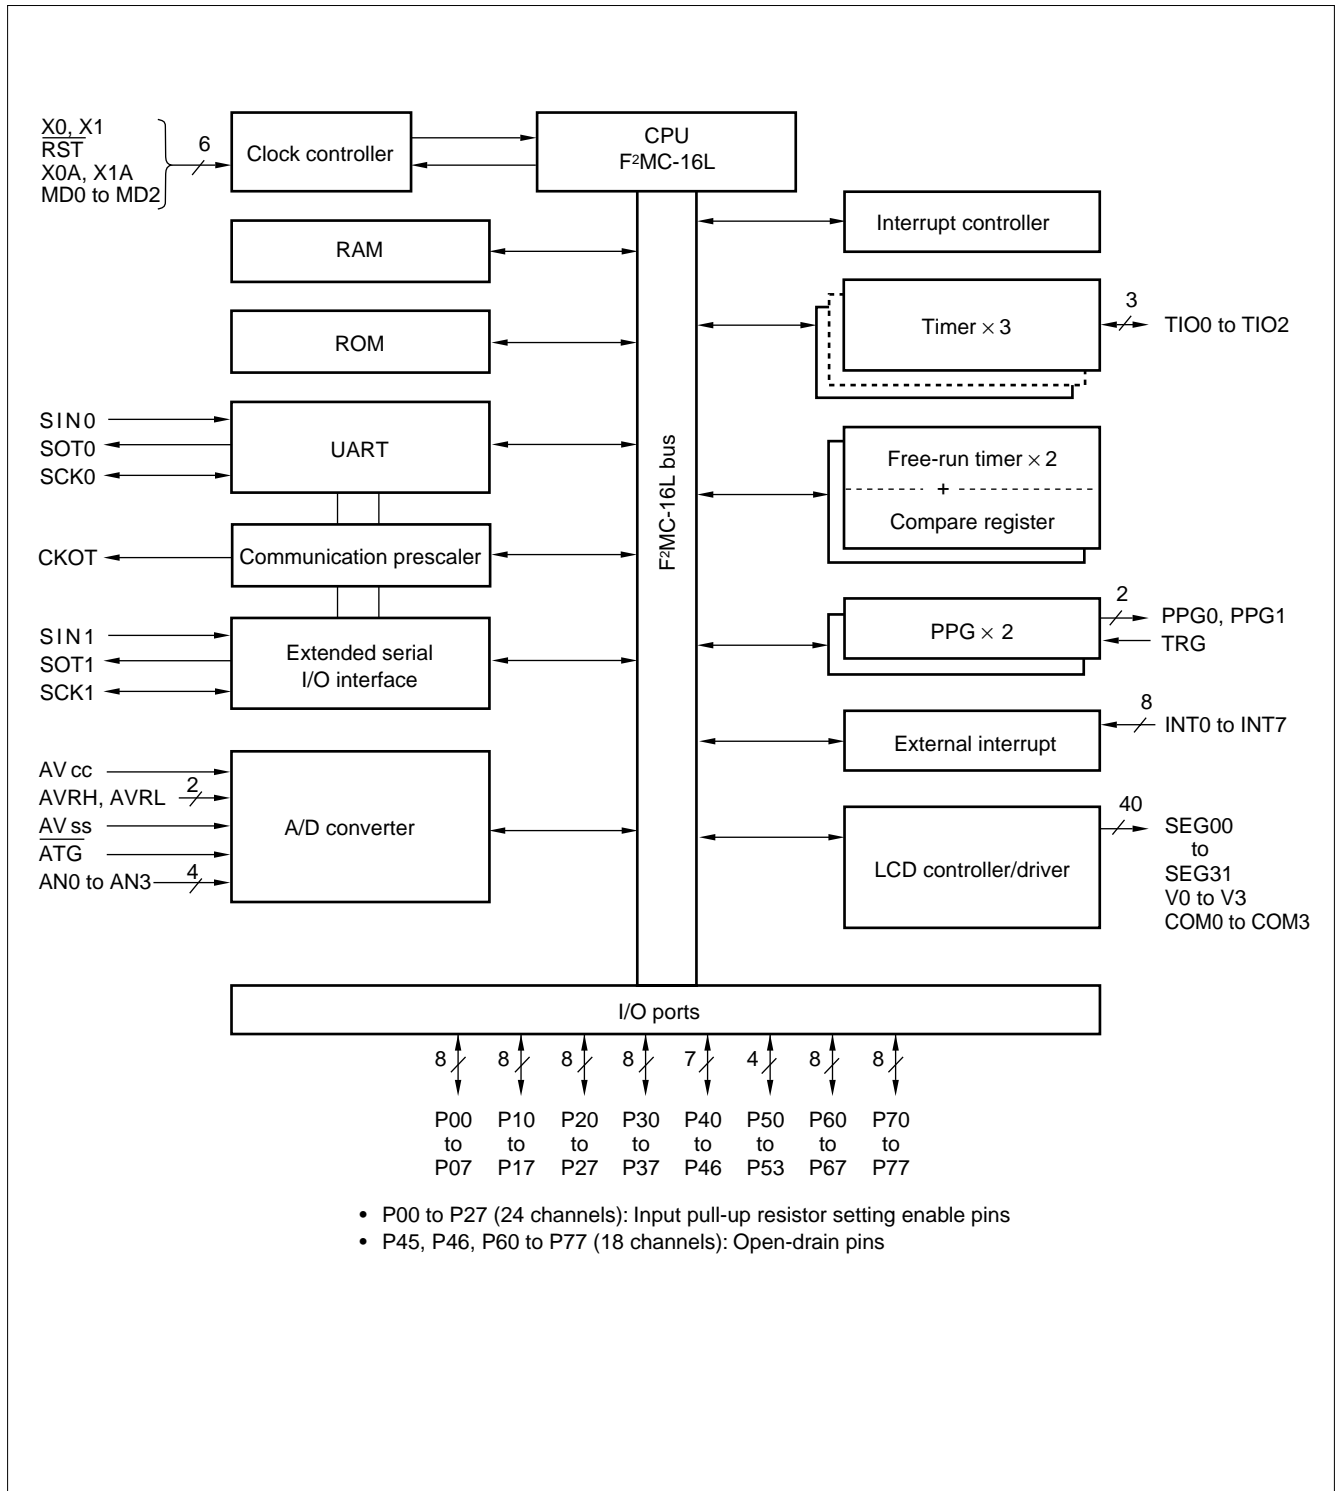 X0, X1
RST
X0A, X1A
MD0 to MD2
6
Clock controller
CPU
F²MC-16L
Interrupt controller
RAM
Timer × 3
3
TIO0 to TIO2
ROM
SIN0
SOT0
SCK0
UART
F²MC-16L bus
Free-run timer × 2
+
Compare register
CKOT
Communication prescaler
SIN1
SOT1
SCK1
Extended serial
I/O interface
PPG × 2
2
PPG0, PPG1
TRG
External interrupt
8
INT0 to INT7
AVcc
AVRH, AVRL
2
AVss
ATG
AN0 to AN3
4
A/D converter
LCD controller/driver
40
SEG00
to
SEG31
V0 to V3
COM0 to COM3
I/O ports
8 8 8 8 7 4 8 8
P00 P10 P20 P30 P40 P50 P60 P70
to to to to to to to to
P07 P17 P27 P37 P46 P53 P67 P77
• P00 to P27 (24 channels): Input pull-up resistor setting enable pins
• P45, P46, P60 to P77 (18 channels): Open-drain pins